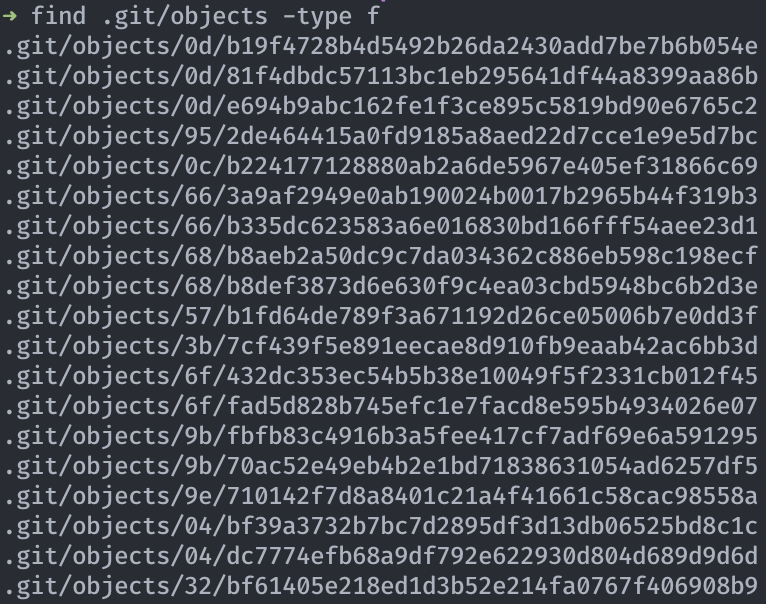 ➜ find .git/objects -type f
.git/objects/0d/b19f4728b4d5492b26da2430add7be7b6b054e
.git/objects/0d/81f4dbdc57113bc1eb295641df44a8399aa86b
.git/objects/0d/e694b9abc162fe1f3ce895c5819bd90e6765c2
.git/objects/95/2de464415a0fd9185a8aed22d7cce1e9e5d7bc
.git/objects/0c/b224177128880ab2a6de5967e405ef31866c69
.git/objects/66/3a9af2949e0ab190024b0017b2965b44f319b3
.git/objects/66/b335dc623583a6e016830bd166fff54aee23d1
.git/objects/68/b8aeb2a50dc9c7da034362c886eb598c198ecf
.git/objects/68/b8def3873d6e630f9c4ea03cbd5948bc6b2d3e
.git/objects/57/b1fd64de789f3a671192d26ce05006b7e0dd3f
.git/objects/3b/7cf439f5e891eecae8d910fb9eaab42ac6bb3d
.git/objects/6f/432dc353ec54b5b38e10049f5f2331cb012f45
.git/objects/6f/fad5d828b745efc1e7facd8e595b4934026e07
.git/objects/9b/fbfb83c4916b3a5fee417cf7adf69e6a591295
.git/objects/9b/70ac52e49eb4b2e1bd71838631054ad6257df5
.git/objects/9e/710142f7d8a8401c21a4f41661c58cac98558a
.git/objects/04/bf39a3732b7bc7d2895df3d13db06525bd8c1c
.git/objects/04/dc7774efb68a9df792e622930d804d689d9d6d
.git/objects/32/bf61405e218ed1d3b52e214fa0767f406908b9